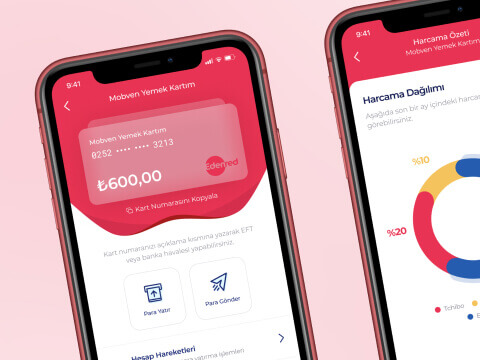 9:41
Mobven Yemek Kartım
Mobven Yemek Kartım
0252 •••• •••• 3213
₺600,00
Edenred
Kart Numarasını Kopyala
Kart numaranızı açıklama kısmına yazarak EFT
veya banka havalesi yapabilirsiniz.
Para Yatır
Para Gönder
Hesap Hareketleri
9:41
Harcama Özeti
Mobven Yemek Kartım
Harcama Dağılımı
Aşağıda son bir ay içindeki
görebilirsiniz.
%10
%20
Tchibo